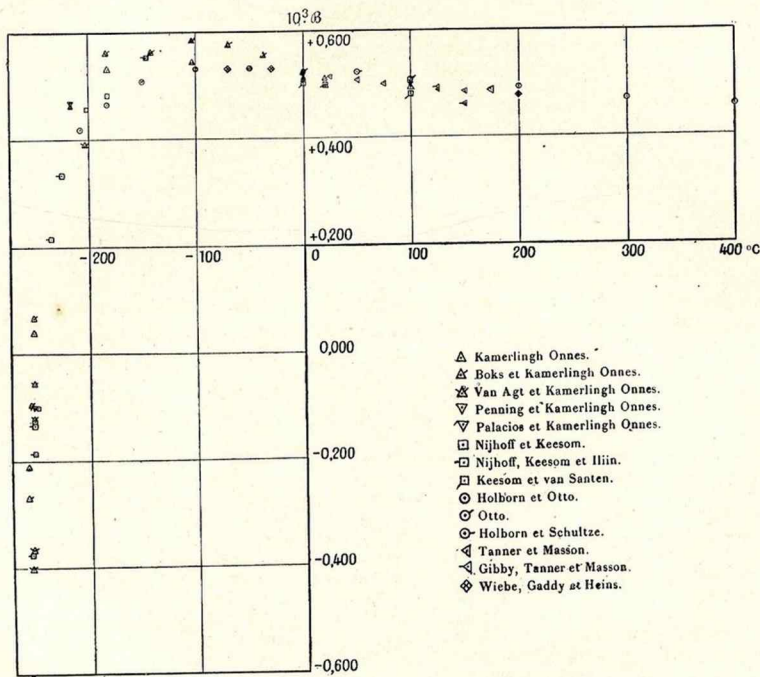 10³B
+0,600
+0,400
+0,200
-200
-100
0
100
200
300
400 °C
0,000
-0,200
-0,400
-0,600
Kamerlingh Onnes.
Boks et Kamerlingh Onnes.
Van Agt et Kamerlingh Onnes.
Penning et Kamerlingh Onnes.
Palacios et Kamerlingh Onnes.
Nijhoff et Keesom.
Nijhoff, Keesom et Iliin.
Keesom et van Santen.
Holborn et Otto.
Otto.
Holborn et Schultze.
Tanner et Masson.
Gibby, Tanner et Masson.
Wiebe, Gaddy et Heins.